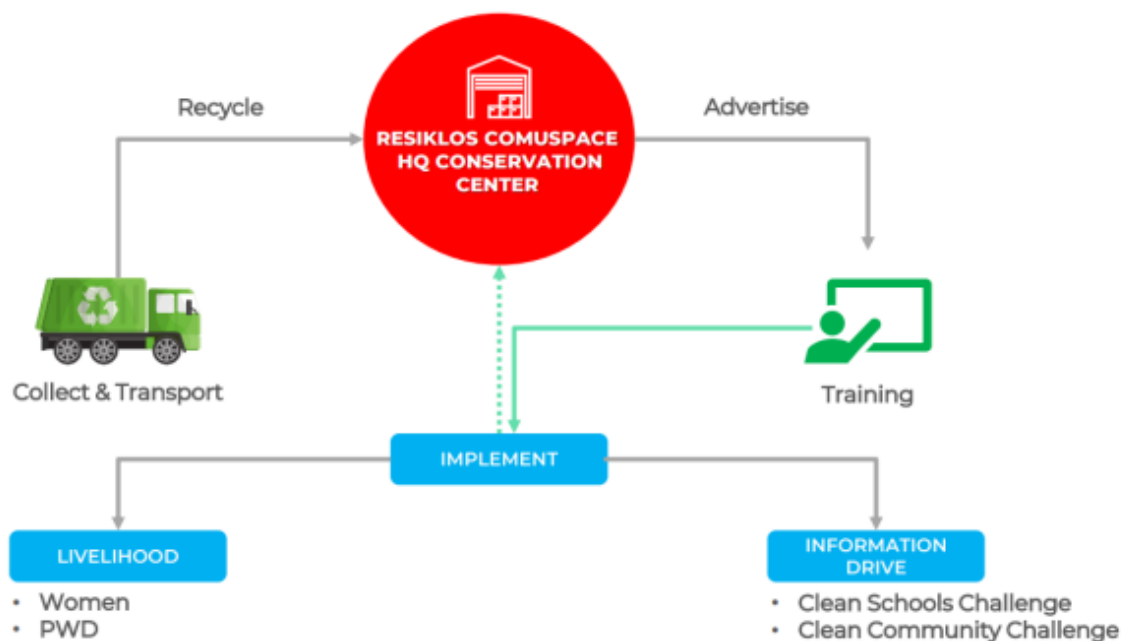 Recycle
Advertise
RESIKLOS COMUSPACE
HQ CONSERVATION
CENTER
Collect & Transport
Training
IMPLEMENT
LIVELIHOOD
• Women
• PWD
INFORMATION
DRIVE
• Clean Schools Challenge
• Clean Community Challenge